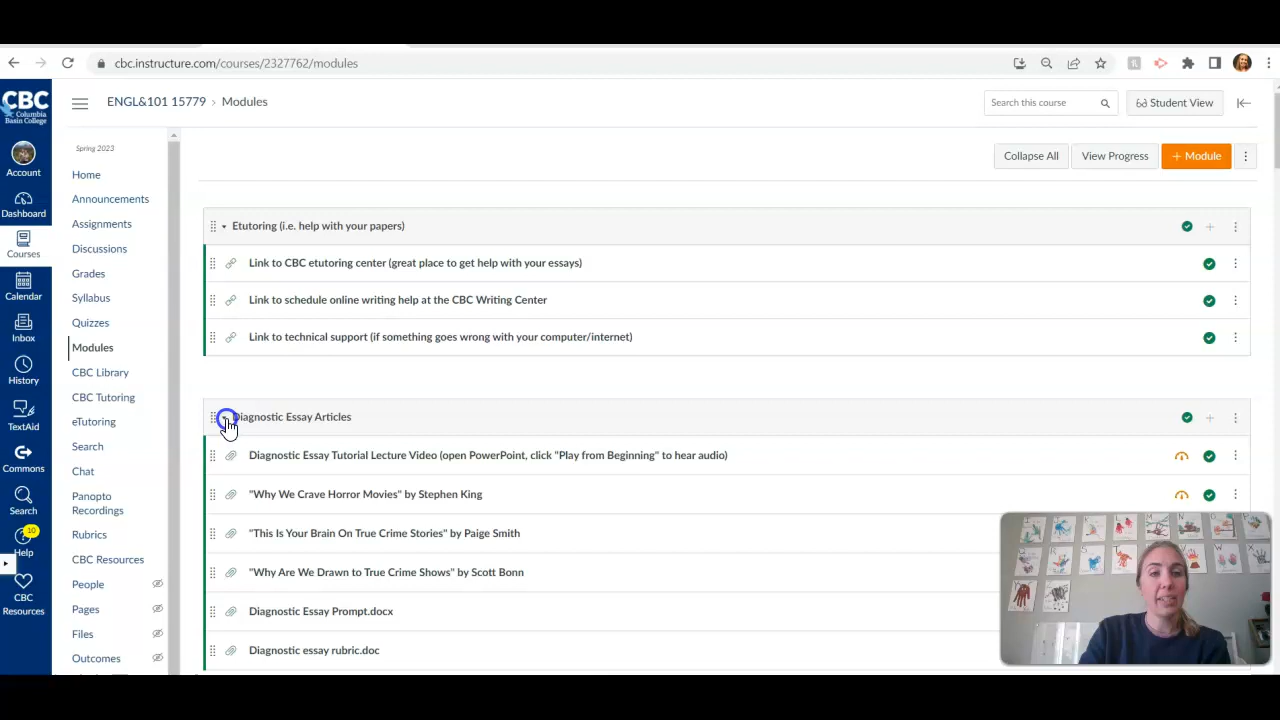 cbc.instructure.com/courses/2327762/modules
CBC
Columbia
Basin College
ENGL&101 15779 › Modules
Search this course
Student View
Account
Dashboard
Courses
Calendar
Inbox
History
TextAid
Commons
Search
10
Help
CBC
Resources
Spring 2023
Home
Announcements
Assignments
Discussions
Grades
Syllabus
Quizzes
Modules
CBC Library
CBC Tutoring
eTutoring
Search
Chat
Panopto
Recordings
Rubrics
CBC Resources
People
Pages
Files
Outcomes
Collapse All
View Progress
+ Module
Etutoring (i.e. help with your papers)
Link to CBC etutoring center (great place to get help with your essays)
Link to schedule online writing help at the CBC Writing Center
Link to technical support (if something goes wrong with your computer/internet)
Diagnostic Essay Articles
Diagnostic Essay Tutorial Lecture Video (open PowerPoint, click "Play from Beginning" to hear audio)
"Why We Crave Horror Movies" by Stephen King
"This Is Your Brain On True Crime Stories" by Paige Smith
"Why Are We Drawn to True Crime Shows" by Scott Bonn
Diagnostic Essay Prompt.docx
Diagnostic essay rubric.doc